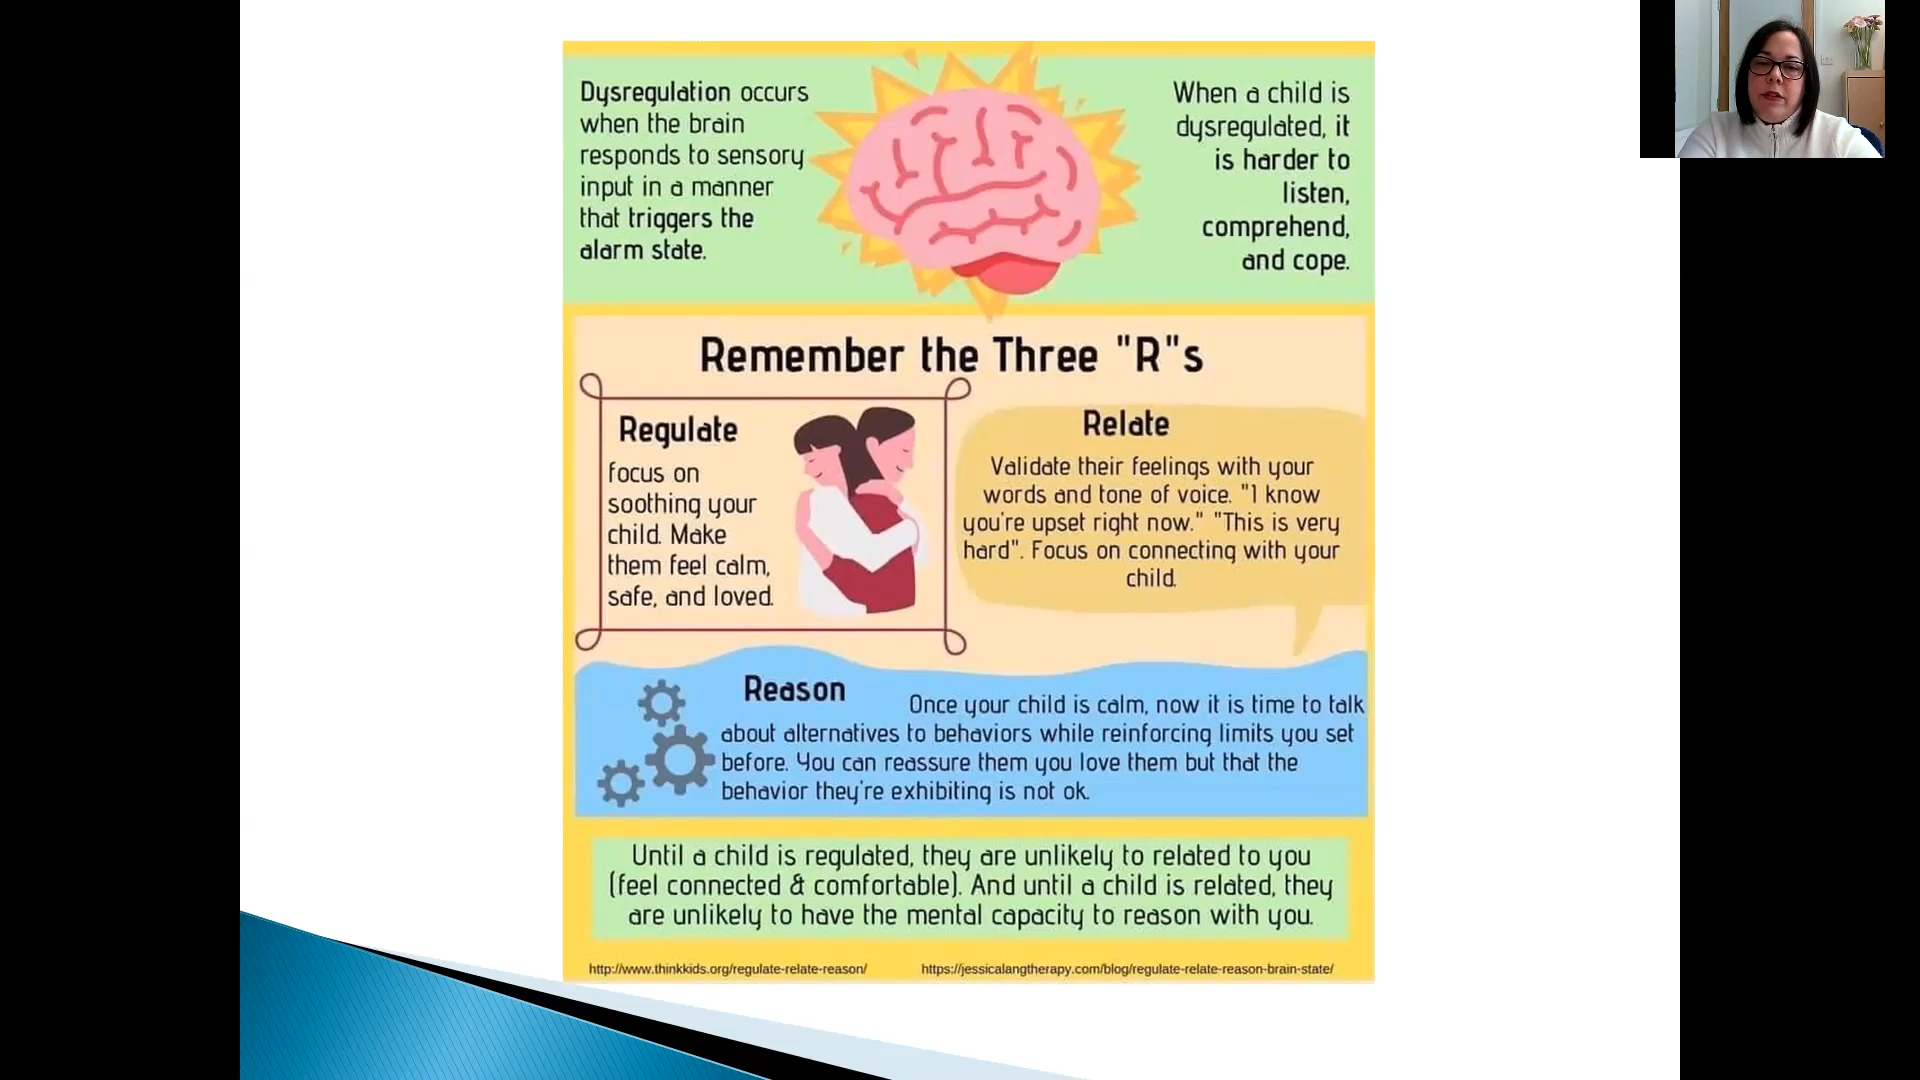 Dysregulation occurs
when the brain
responds to sensory
input in a manner
that triggers the
alarm state.
When a child is
dysregulated, it
is harder to
listen,
comprehend,
and cope.
Remember the Three "R"s
Regulate
focus on
soothing your
child. Make
them feel calm,
safe, and loved.
Relate
Validate their feelings with your
words and tone of voice. "I know
you're upset right now." "This is very
hard". Focus on connecting with your
child.
Reason
Once your child is calm, now it is time to talk
about alternatives to behaviors while reinforcing limits you set
before. You can reassure them you love them but that the
behavior they're exhibiting is not ok.
Until a child is regulated, they are unlikely to related to you
(feel connected & comfortable). And until a child is related, they
are unlikely to have the mental capacity to reason with you.
http://www.thinkkids.org/regulate-relate-reason/
https://jessicalangtherapy.com/blog/regulate-relate-reason-brain-state/